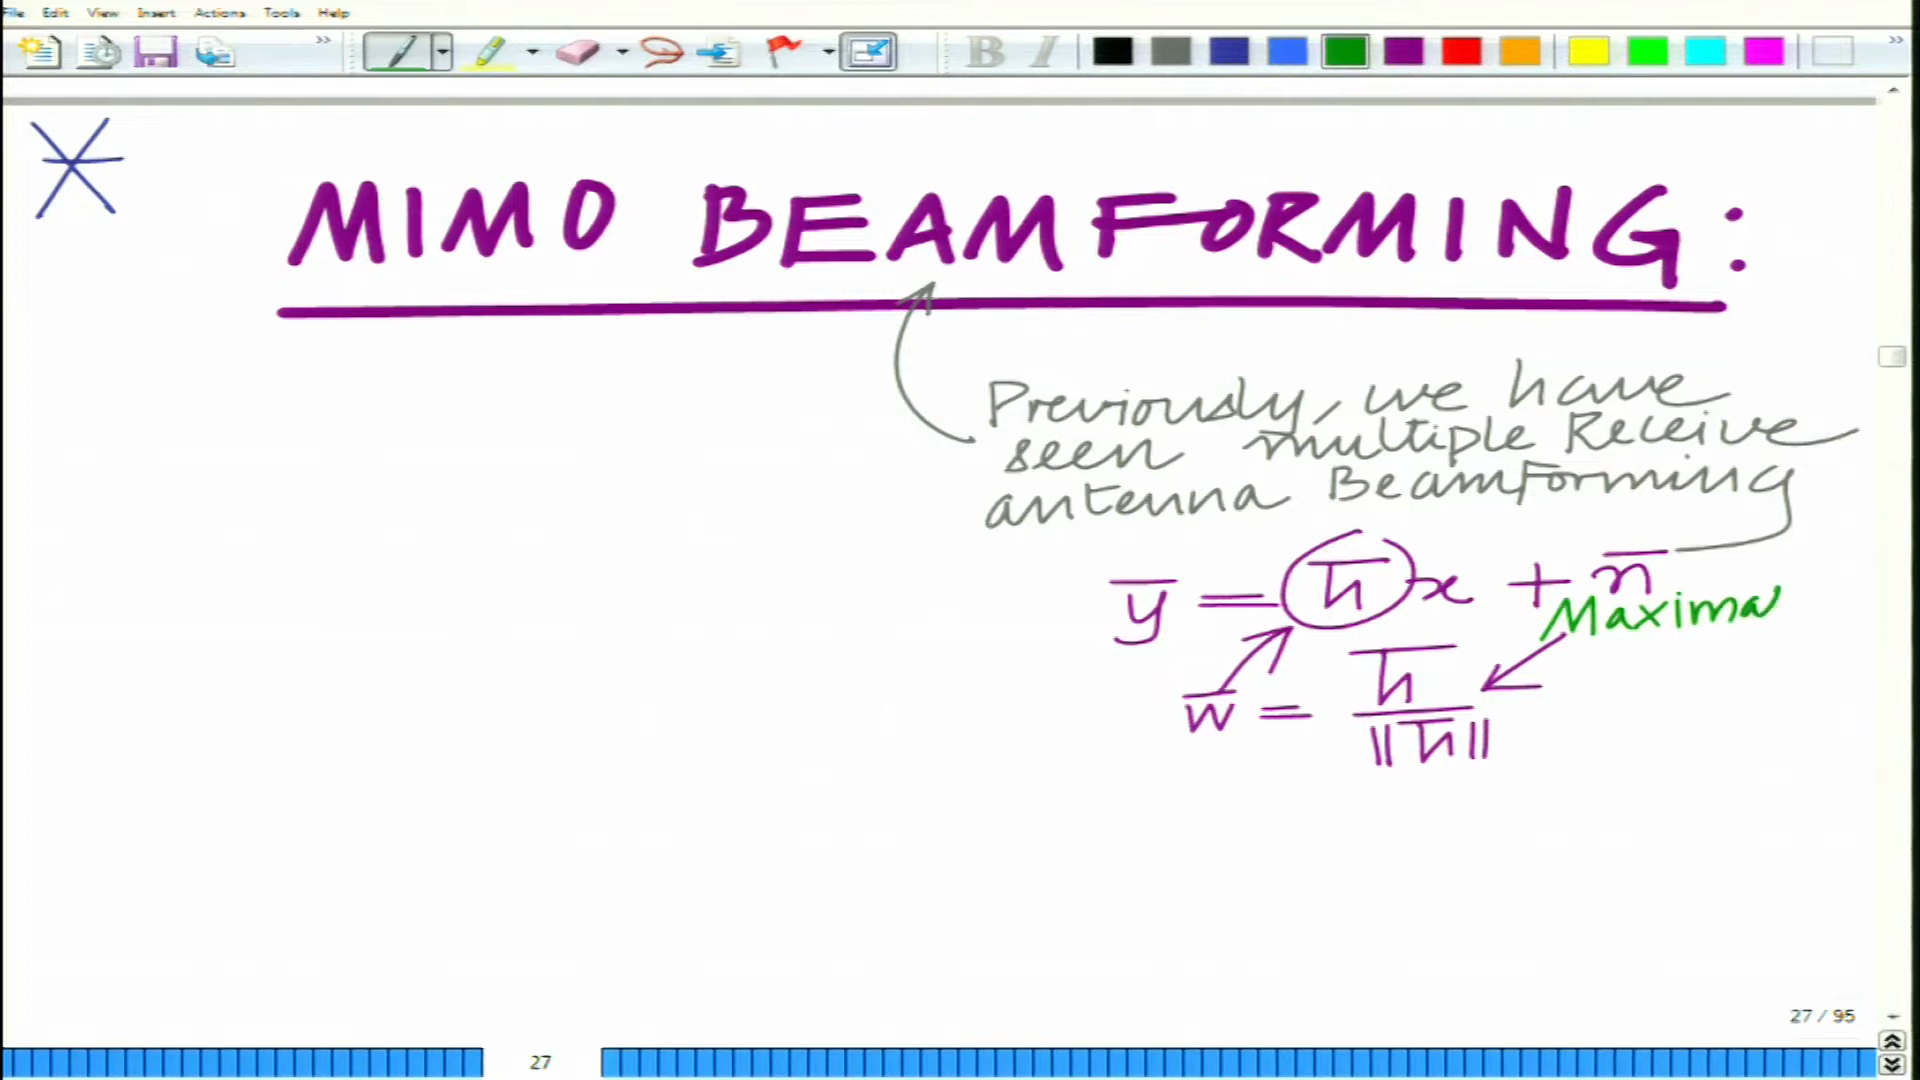 File Edit View Insert Actions Tools Help
B I
MIMO BEAMFORMING:
Previously, we have
seen multiple Receive
antenna BeamForming
y̅ = h̅x + n̅
Maxima
w̅ = h̅ / ||h̅||
27 / 95
27